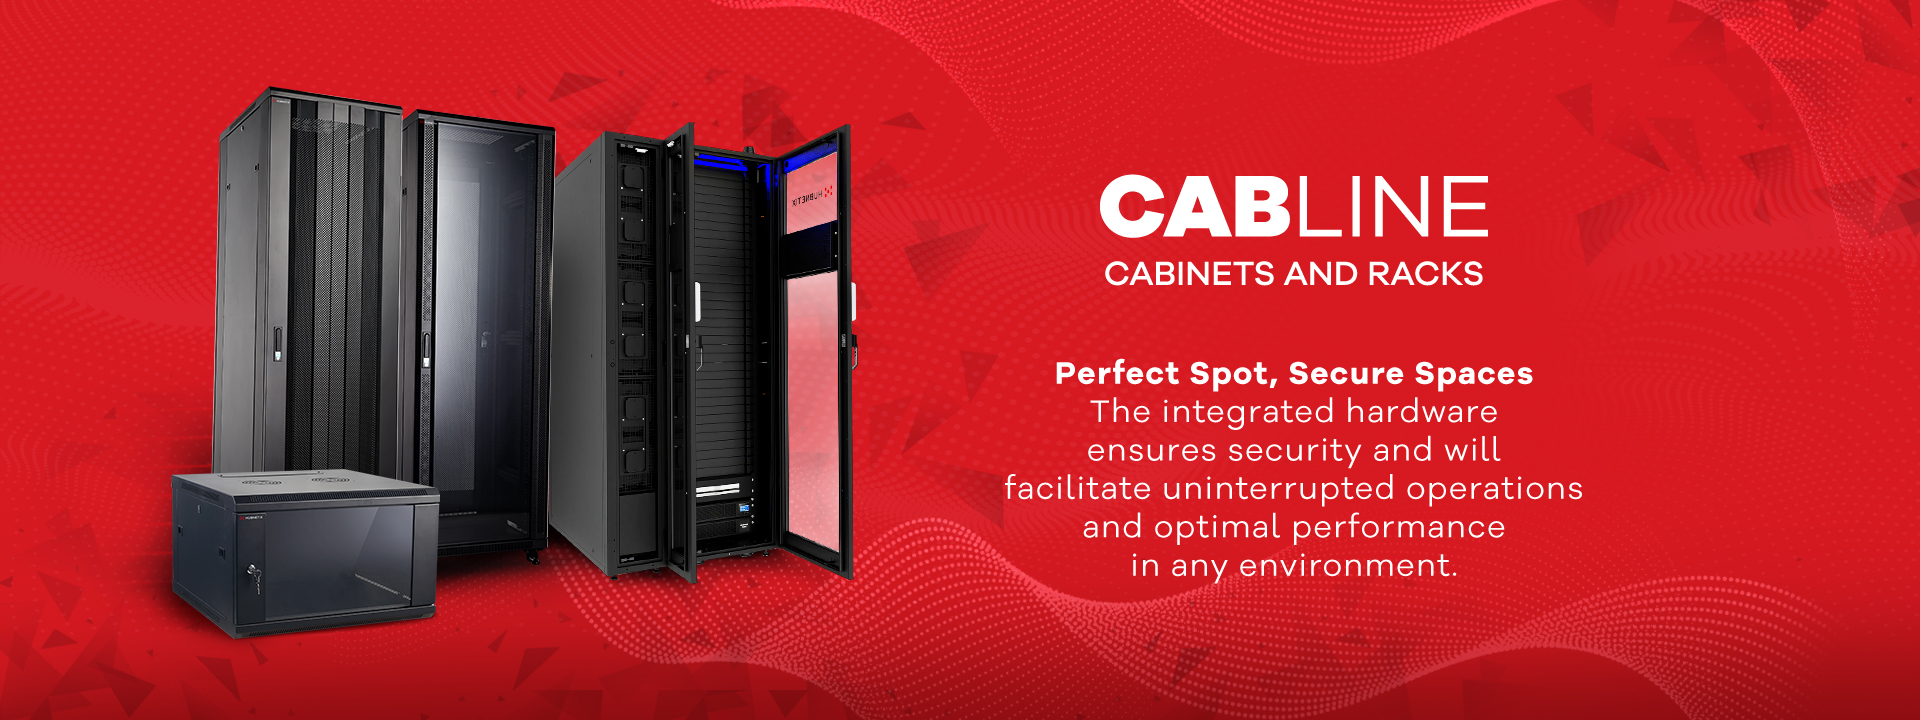 HUBNETIX
CABLINE
CABINETS AND RACKS
Perfect Spot, Secure Spaces
The integrated hardware
ensures security and will
facilitate uninterrupted operations
and optimal performance
in any environment.